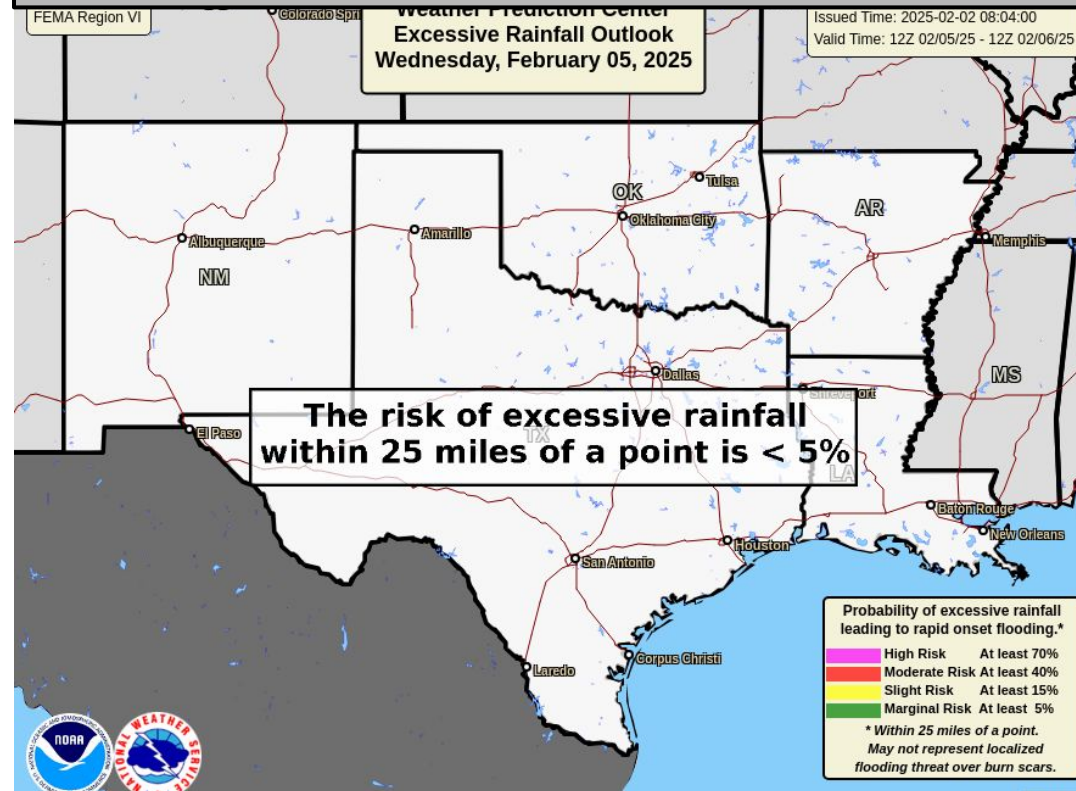 FEMA Region VI
Weather Prediction Center
Excessive Rainfall Outlook
Wednesday, February 05, 2025
Issued Time: 2025-02-02 08:04:00
Valid Time: 12Z 02/05/25 - 12Z 02/06/25
Colorado Spri
OK
Tulsa
Oklahoma City
AR
Memphis
Albuquerque
Amarillo
NM
Dallas
MS
Shreveport
El Paso
The risk of excessive rainfall
within 25 miles of a point is < 5%
TX
LA
Baton Rouge
New Orleans
Houston
San Antonio
Laredo
Corpus Christi
Probability of excessive rainfall
leading to rapid onset flooding.*
High Risk At least 70%
Moderate Risk At least 40%
Slight Risk At least 15%
Marginal Risk At least 5%
* Within 25 miles of a point.
May not represent localized
flooding threat over burn scars.
NOAA
NATIONAL WEATHER SERVICE